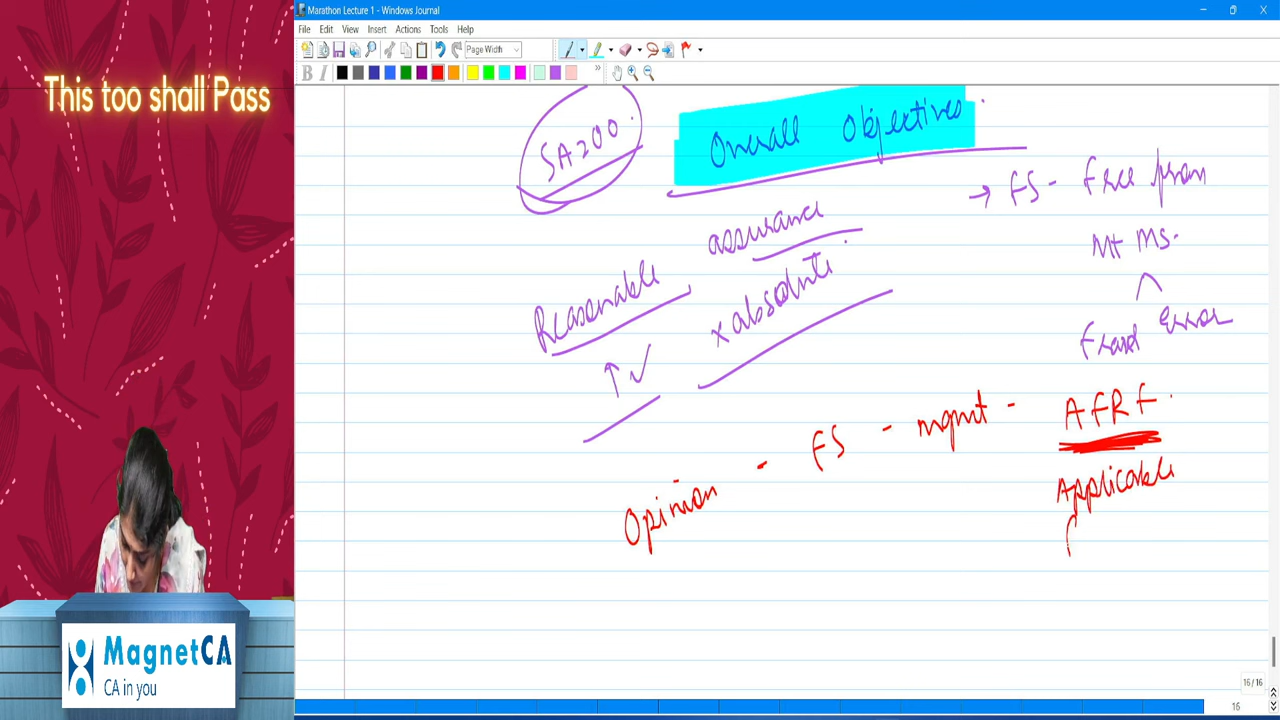 Marathon Lecture 1 - Windows Journal
File Edit View Insert Actions Tools Help
Page Width
This too shall Pass
SA200. Overall Objectives.
→ FS - free from
Mt Ms.
fraud error
Reasonable assurance
↑ ✓ x absolute.
Opinion - FS - mgmt - AFRF.
Applicable
MagnetCA
CA in you
16 / 16
16